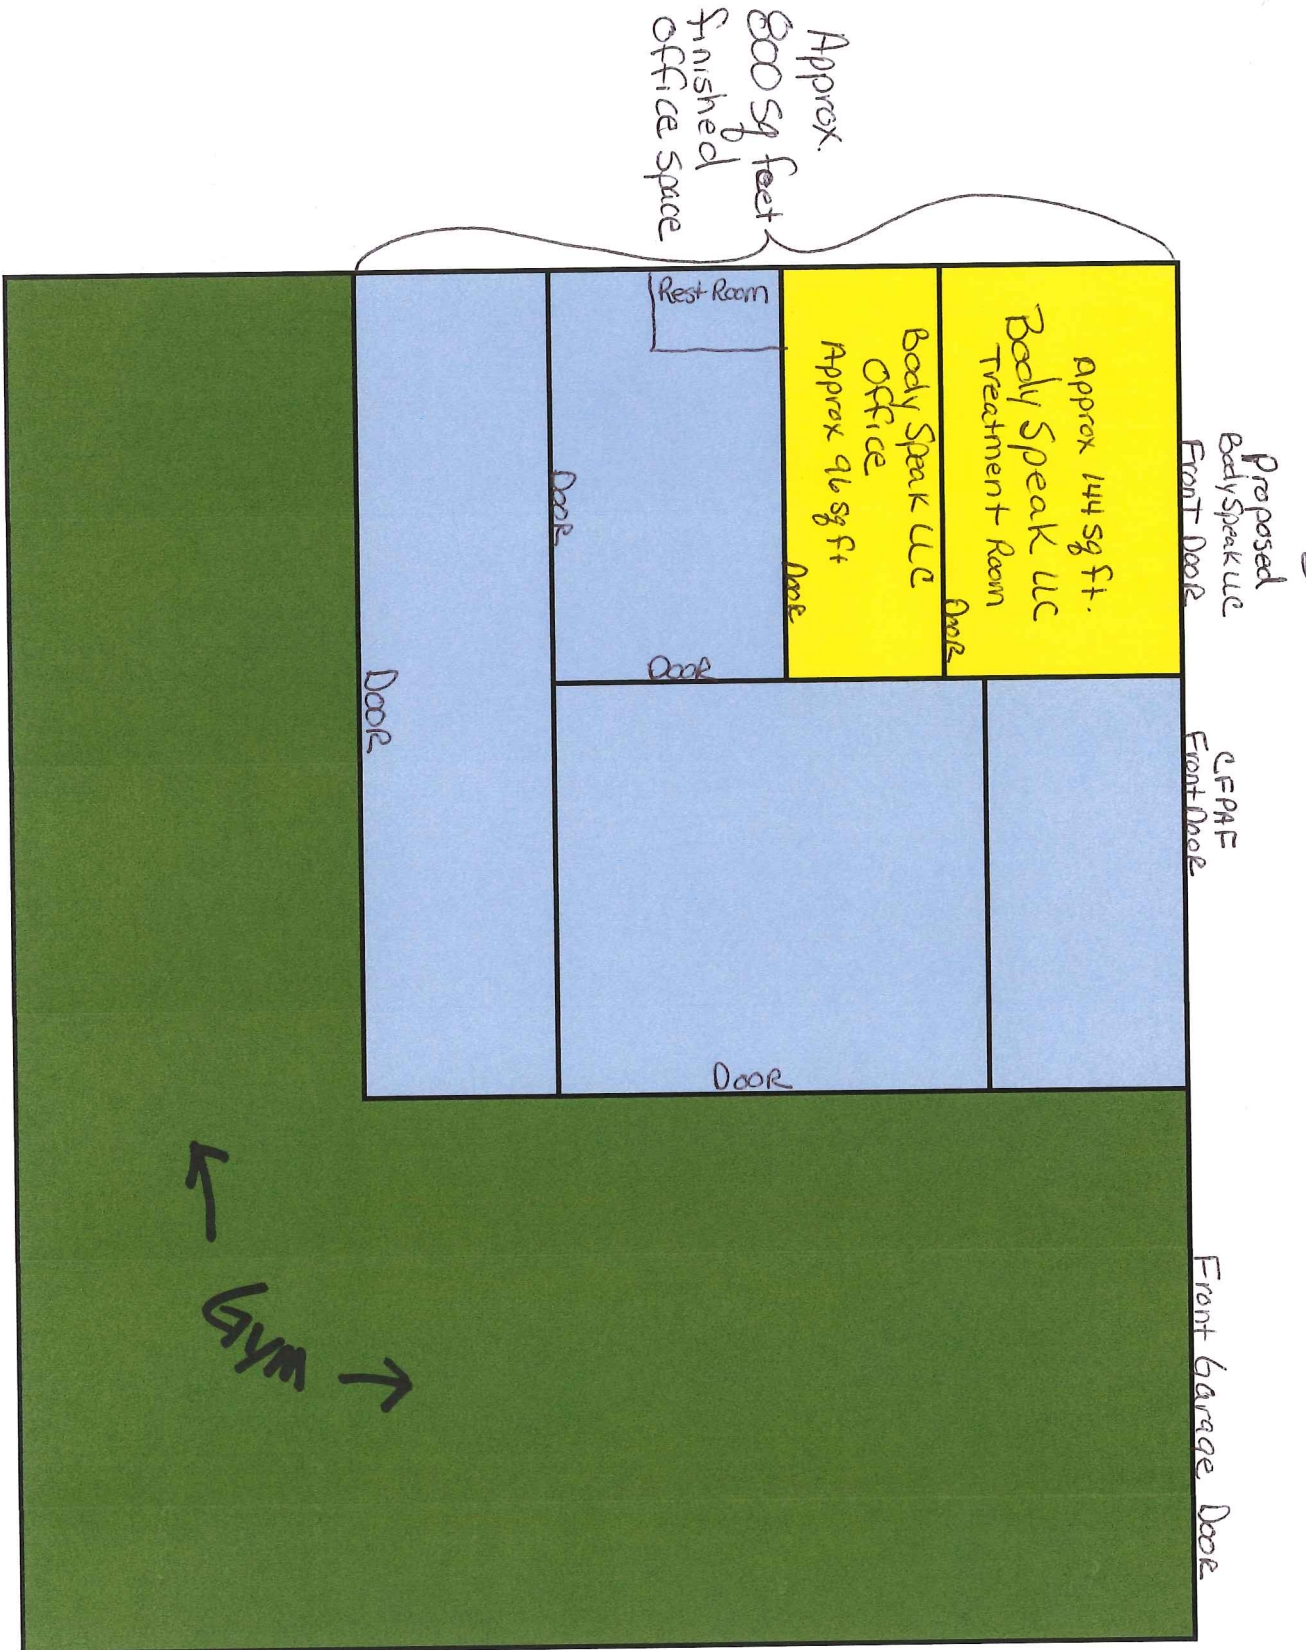 Proposed
Body Speak LLC
Front Door
CFPAF
Front Door
Front Garage Door
Approx.
800 sq feet
finished
office space
approx 144 sq ft.
Body Speak LLC
Treatment Room
Door
Body Speak LLC
Office
Approx 96 sq ft
Door
Rest Room
Door
Door
Door
Door
Gym